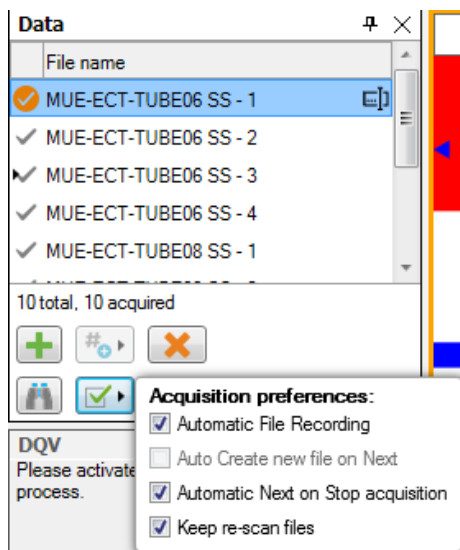 Data
File name
MUE-ECT-TUBE06 SS - 1
MUE-ECT-TUBE06 SS - 2
MUE-ECT-TUBE06 SS - 3
MUE-ECT-TUBE06 SS - 4
MUE-ECT-TUBE08 SS - 1
10 total, 10 acquired
#
Acquisition preferences:
Automatic File Recording
Auto Create new file on Next
Automatic Next on Stop acquisition
Keep re-scan files
DQV
Please activate
process.